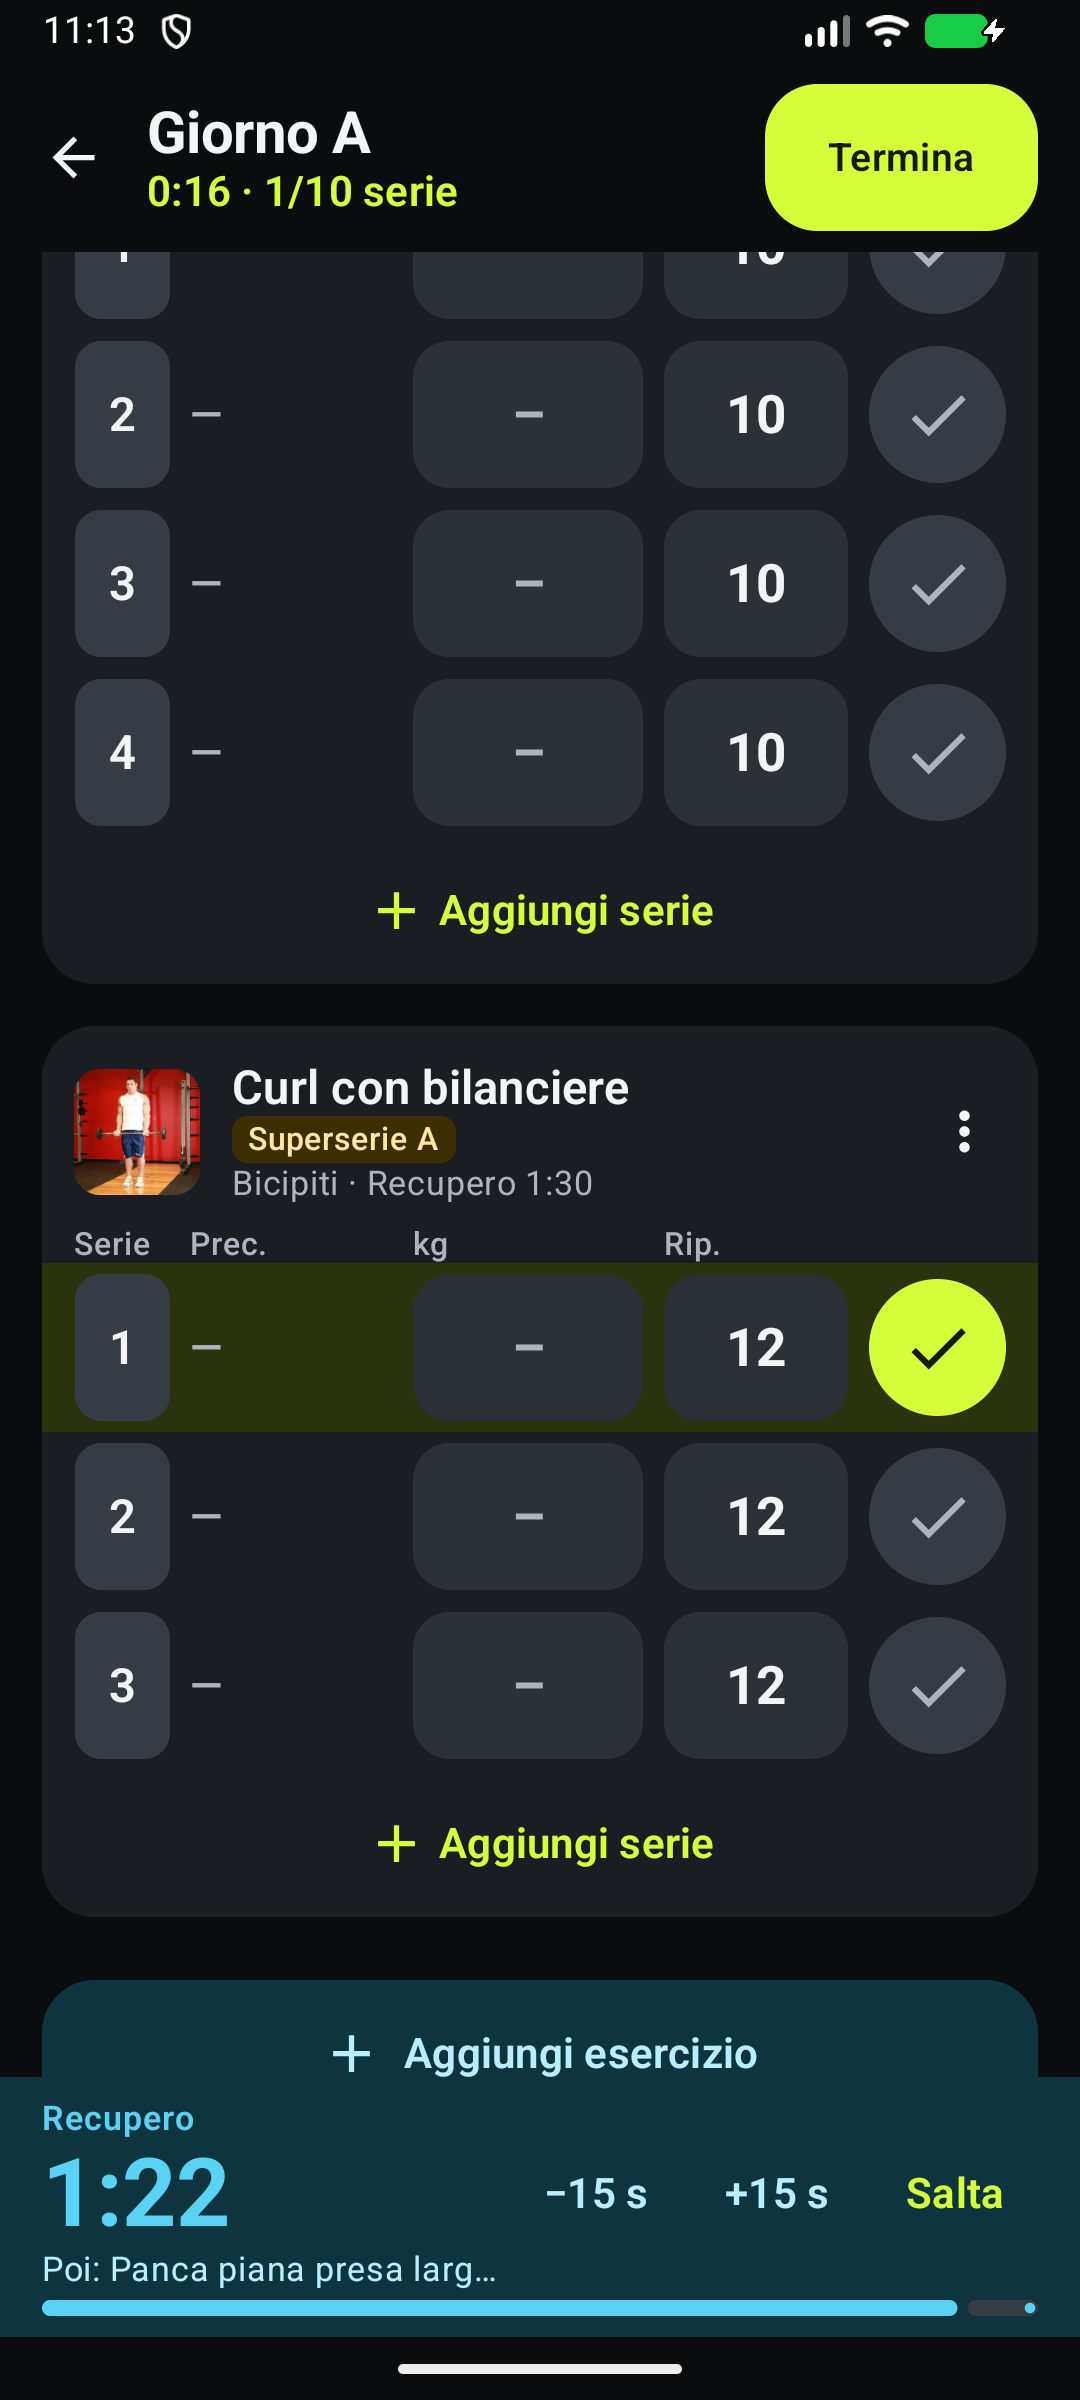 11:13
Giorno A
0:16 · 1/10 serie
Termina
1 10
2 – – 10
3 – – 10
4 – – 10
+ Aggiungi serie
Curl con bilanciere
Superserie A
Bicipiti · Recupero 1:30
Serie Prec. kg Rip.
1 – – 12
2 – – 12
3 – – 12
+ Aggiungi serie
+ Aggiungi esercizio
Recupero
1:22 −15 s +15 s Salta
Poi: Panca piana presa larg…